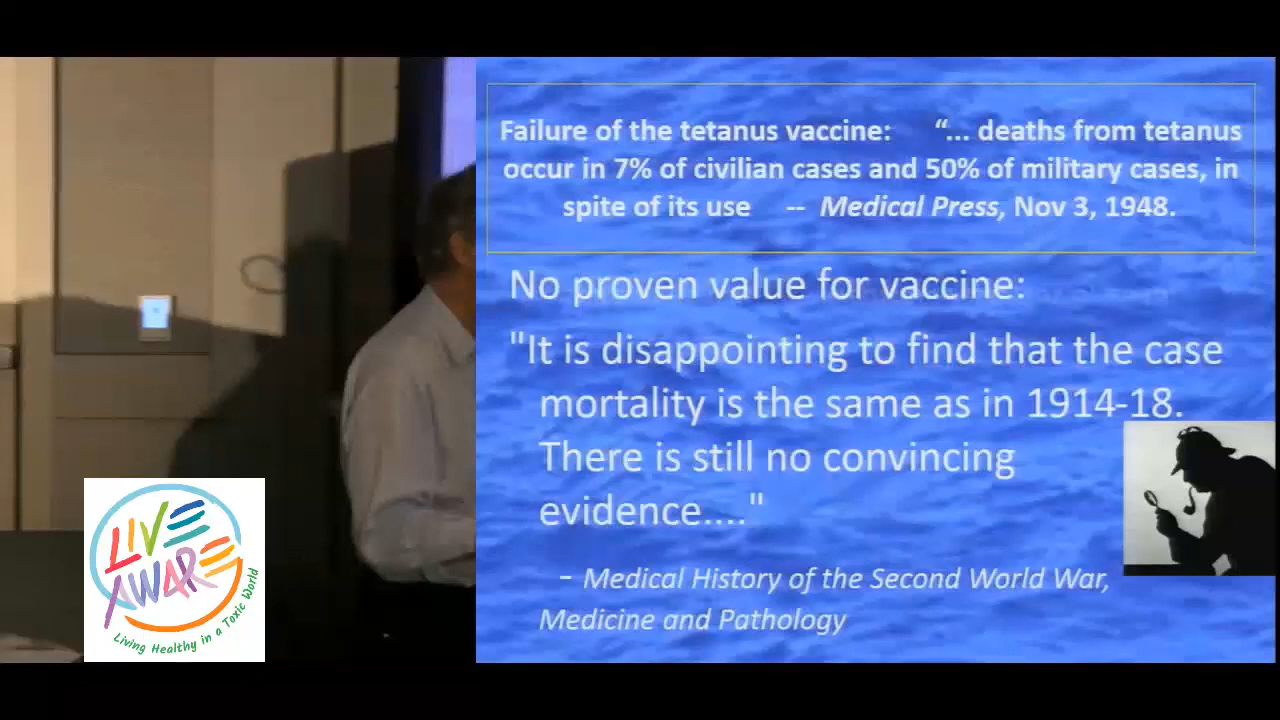 Failure of the tetanus vaccine: “... deaths from tetanus
occur in 7% of civilian cases and 50% of military cases, in
spite of its use -- Medical Press, Nov 3, 1948.
No proven value for vaccine:
"It is disappointing to find that the case
mortality is the same as in 1914-18.
There is still no convincing
evidence...."
- Medical History of the Second World War,
Medicine and Pathology
LIVE
AWARE
Living Healthy in a Toxic World